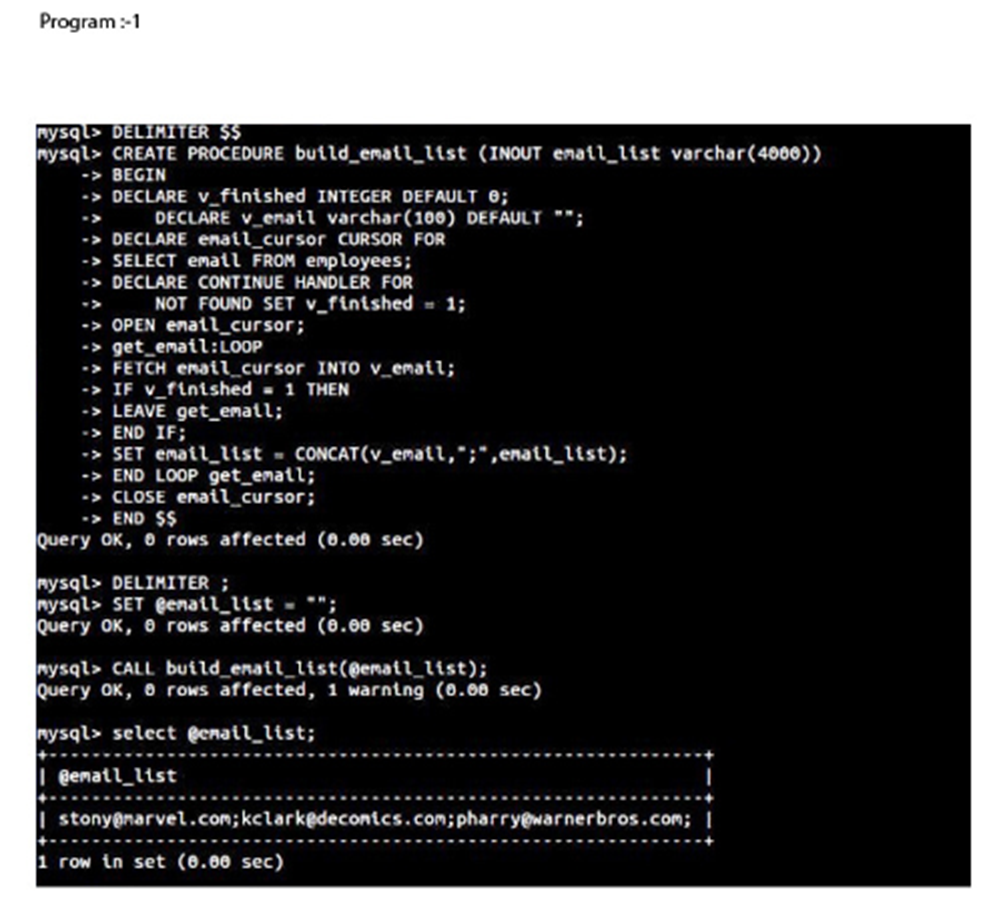 Program :-1
mysql> DELIMITER $$
mysql> CREATE PROCEDURE build_email_list (INOUT email_list varchar(4000))
    -> BEGIN
    -> DECLARE v_finished INTEGER DEFAULT 0;
    ->     DECLARE v_email varchar(100) DEFAULT "";
    -> DECLARE email_cursor CURSOR FOR
    -> SELECT email FROM employees;
    -> DECLARE CONTINUE HANDLER FOR
    ->     NOT FOUND SET v_finished = 1;
    -> OPEN email_cursor;
    -> get_email:LOOP
    -> FETCH email_cursor INTO v_email;
    -> IF v_finished = 1 THEN
    -> LEAVE get_email;
    -> END IF;
    -> SET email_list = CONCAT(v_email,";",email_list);
    -> END LOOP get_email;
    -> CLOSE email_cursor;
    -> END $$
Query OK, 0 rows affected (0.00 sec)
mysql> DELIMITER ;
mysql> SET @email_list = "";
Query OK, 0 rows affected (0.00 sec)
mysql> CALL build_email_list(@email_list);
Query OK, 0 rows affected, 1 warning (0.00 sec)
mysql> select @email_list;
| @email_list |
| stony@marvel.com;kclark@decomics.com;pharry@warnerbros.com; |
1 row in set (0.00 sec)